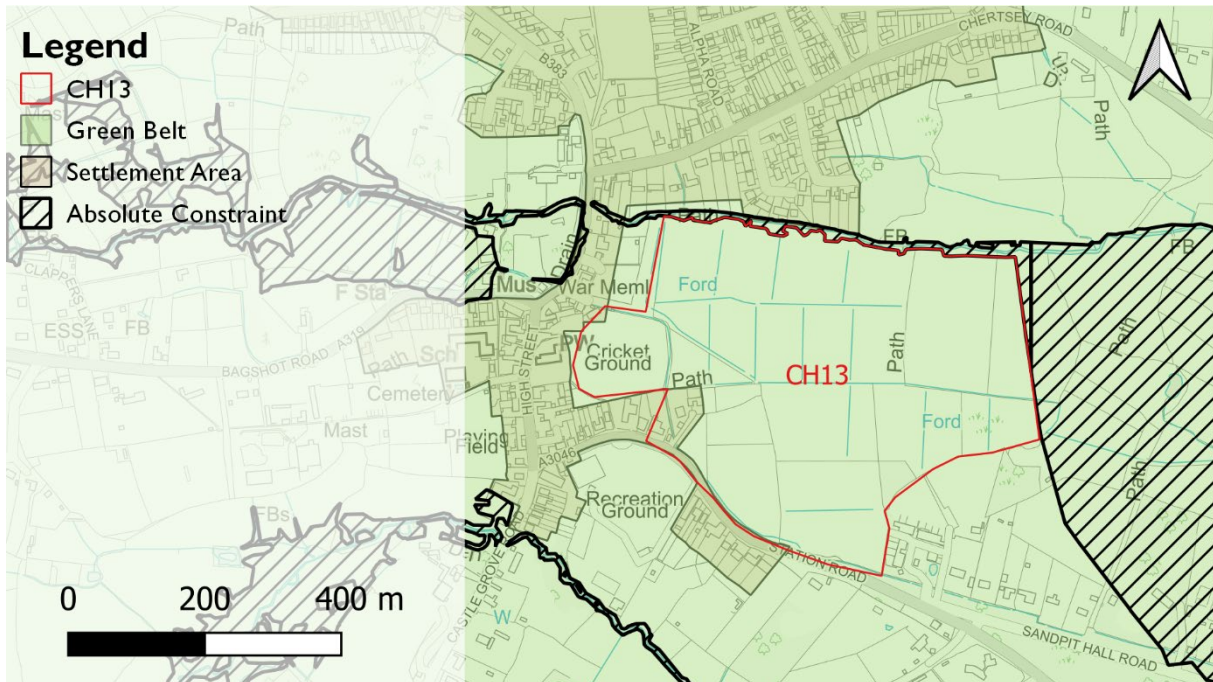 Legend
CH13
Green Belt
Settlement Area
Absolute Constraint
Path
B383
ALPHA ROAD
CHERTSEY ROAD
Path
CLAPPERS LANE
ESS
FB
F Sta
BAGSHOT ROAD A319
Path
Sch
Cemetery
Mast
Playing
Field
FBs
Mus
Drain
War Meml
HIGH STREET
PW
Cricket
Ground
Path
A3046
Recreation
Ground
STATION ROAD
Ford
Path
CH13
Ford
FB
FB
Path
Path
SANDPIT HALL ROAD
W
0 200 400 m